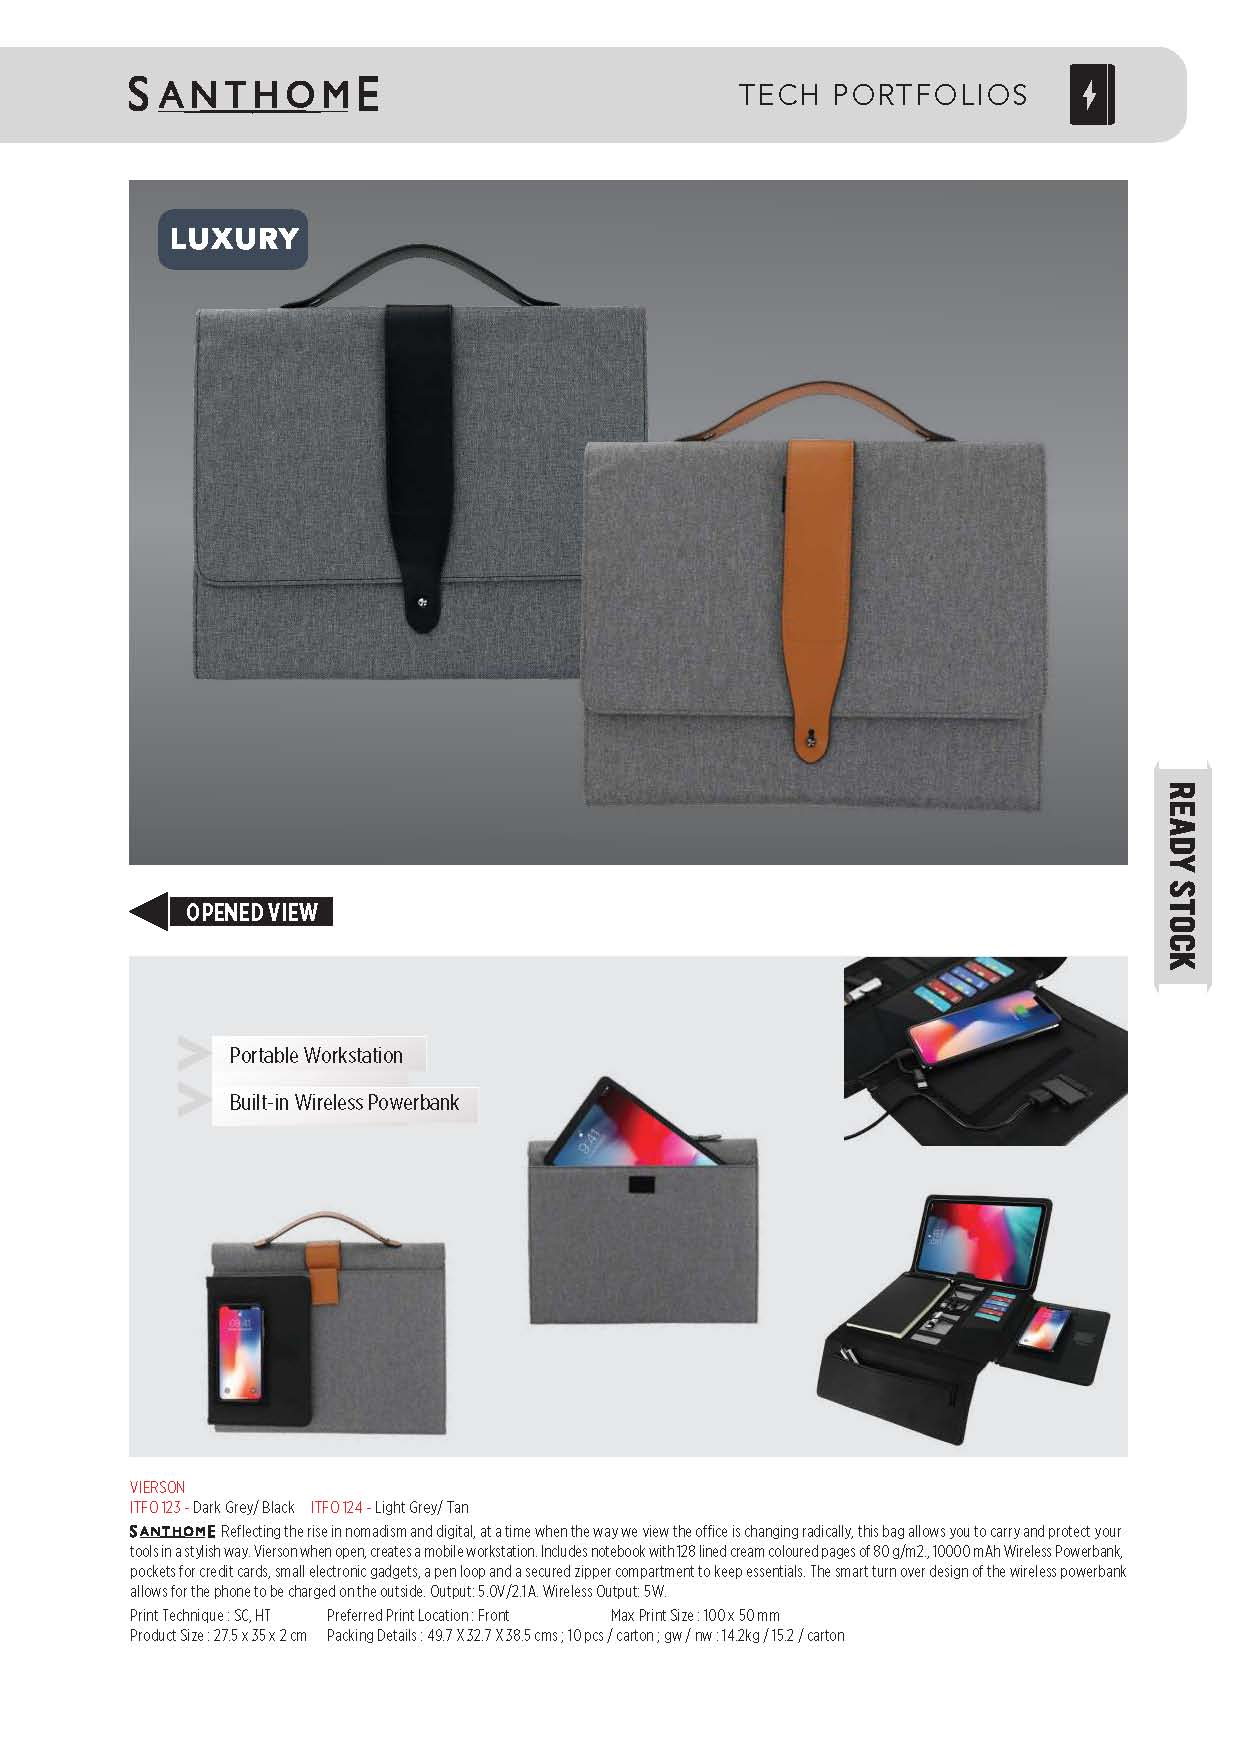 SANTHOME
TECH PORTFOLIOS
LUXURY
READY STOCK
OPENED VIEW
Portable Workstation
Built-in Wireless Powerbank
9:41
09:41
VIERSON
ITFO 123 - Dark Grey/ Black ITFO 124 - Light Grey/ Tan
SANTHOME Reflecting the rise in nomadism and digital, at a time when the way we view the office is changing radically, this bag allows you to carry and protect your
tools in a stylish way. Vierson when open, creates a mobile workstation. Includes notebook with 128 lined cream coloured pages of 80 g/m2., 10000 mAh Wireless Powerbank,
pockets for credit cards, small electronic gadgets, a pen loop and a secured zipper compartment to keep essentials. The smart turn over design of the wireless powerbank
allows for the phone to be charged on the outside. Output: 5.0V/2.1A. Wireless Output: 5W.
Print Technique : SC, HT Preferred Print Location : Front Max Print Size : 100 x 50 mm
Product Size : 27.5 x 35 x 2 cm Packing Details : 49.7 X 32.7 X 38.5 cms ; 10 pcs / carton ; gw / nw : 14.2kg / 15.2 / carton